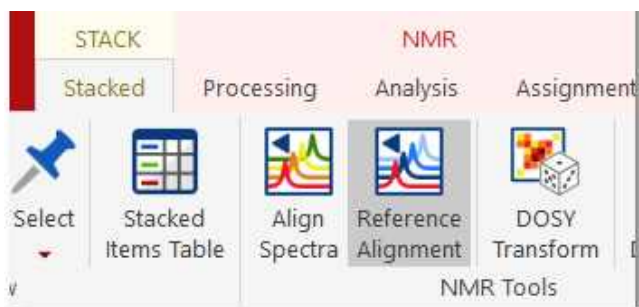 STACK NMR
Stacked Processing Analysis Assignment
Select Stacked Items Table Align Spectra Reference Alignment DOSY Transform
NMR Tools